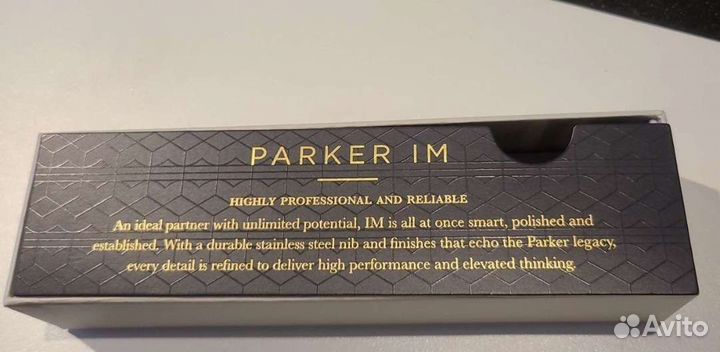 PARKER IM
HIGHLY PROFESSIONAL AND RELIABLE
An ideal partner with unlimited potential, IM is all at once smart, polished and
established. With a durable stainless steel nib and finishes that echo the Parker legacy,
every detail is refined to deliver high performance and elevated thinking.
Avito